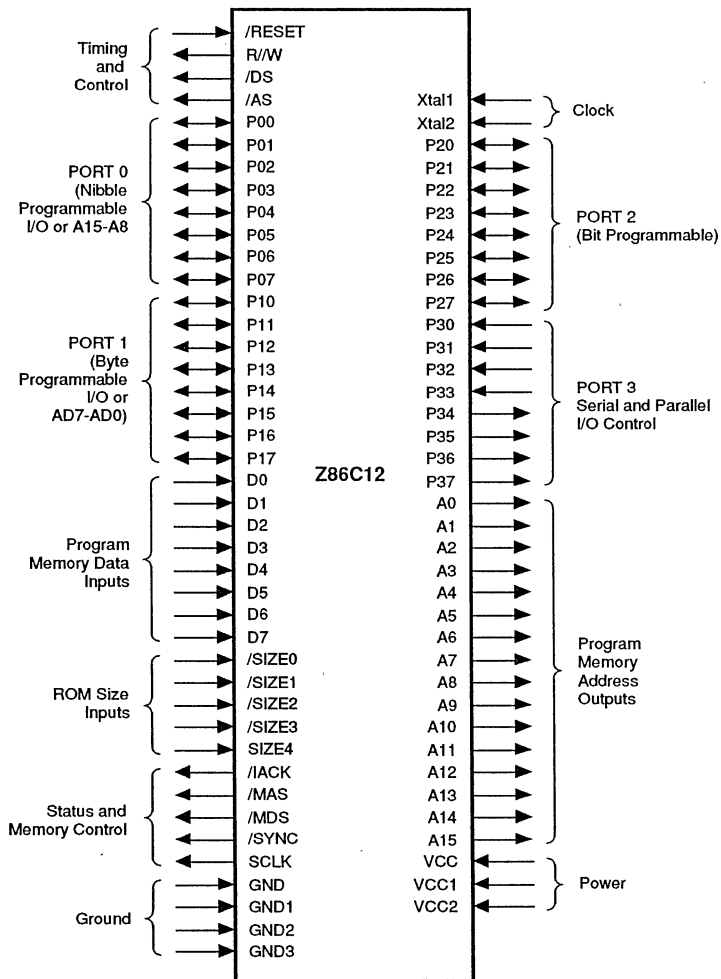 Timing
and
Control
/RESET
R//W
/DS
/AS
PORT 0
(Nibble
Programmable
I/O or A15-A8
P00
P01
P02
P03
P04
P05
P06
P07
PORT 1
(Byte
Programmable
I/O or
AD7-AD0)
P10
P11
P12
P13
P14
P15
P16
P17
Program
Memory Data
Inputs
D0
D1
D2
D3
D4
D5
D6
D7
ROM Size
Inputs
/SIZE0
/SIZE1
/SIZE2
/SIZE3
SIZE4
Status and
Memory Control
/IACK
/MAS
/MDS
/SYNC
SCLK
Ground
GND
GND1
GND2
GND3
Z86C12
Xtal1
Xtal2
Clock
P20
P21
P22
P23
P24
P25
P26
P27
PORT 2
(Bit Programmable)
P30
P31
P32
P33
P34
P35
P36
P37
PORT 3
Serial and Parallel
I/O Control
A0
A1
A2
A3
A4
A5
A6
A7
A8
A9
A10
A11
A12
A13
A14
A15
Program
Memory
Address
Outputs
VCC
VCC1
VCC2
Power